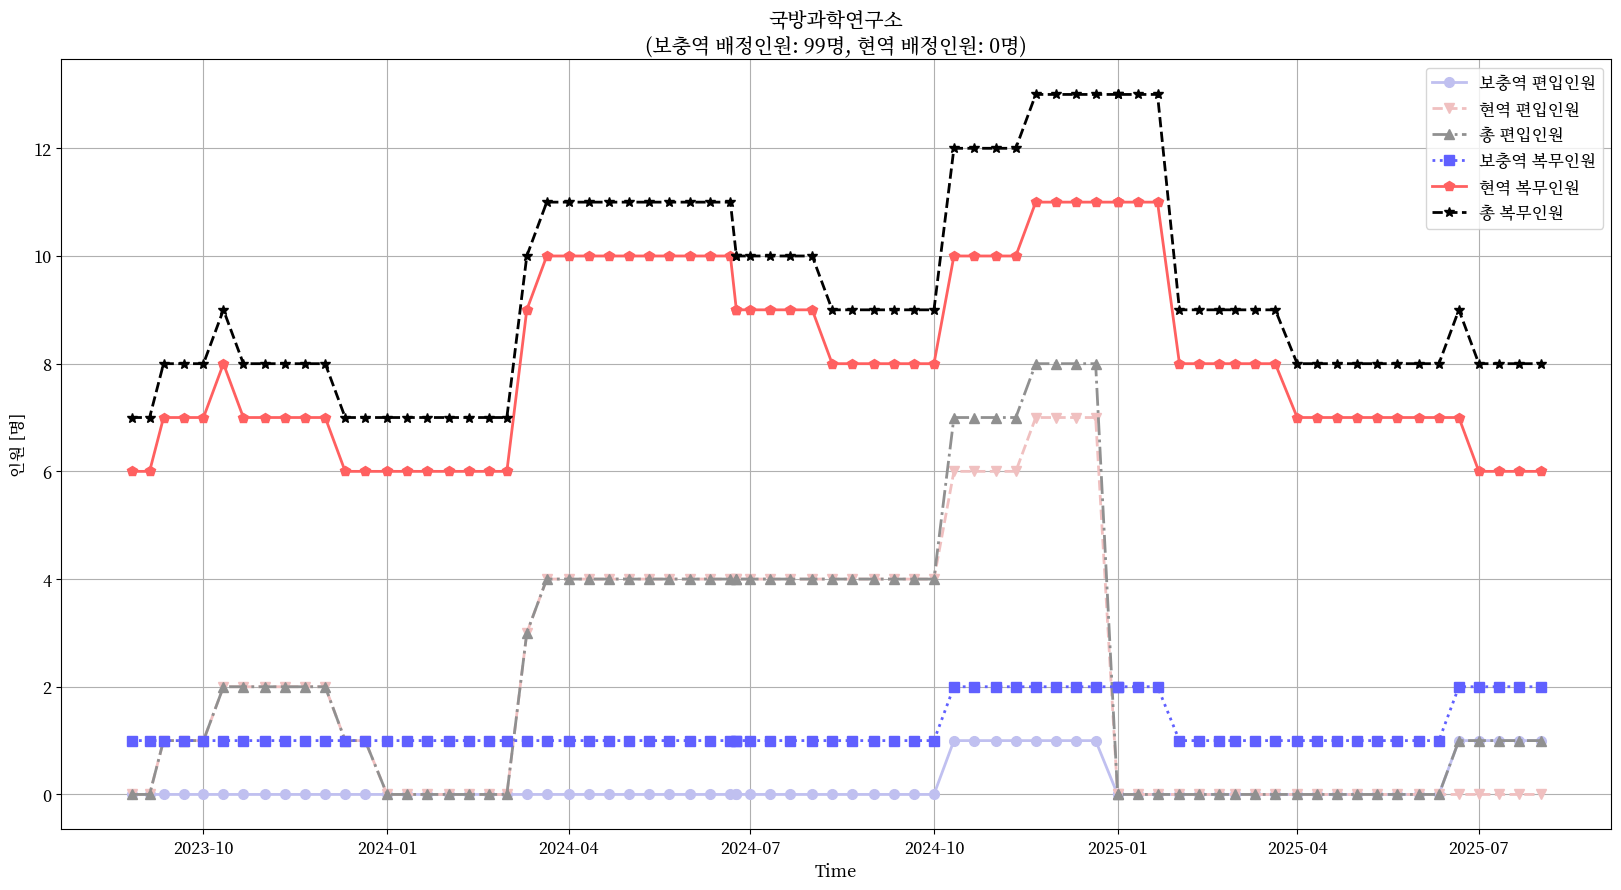 국방과학연구소
(보충역 배정인원: 99명, 현역 배정인원: 0명)
보충역 편입인원
현역 편입인원
총 편입인원
보충역 복무인원
현역 복무인원
총 복무인원
인원 [명]
12
10
8
6
4
2
0
2023-10
2024-01
2024-04
2024-07
2024-10
2025-01
2025-04
2025-07
Time